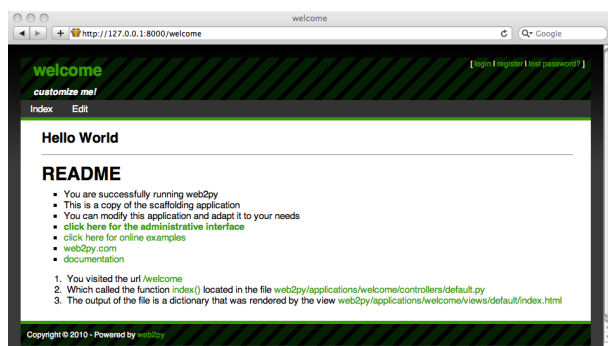 welcome
http://127.0.0.1:8000/welcome
Google
welcome
[ login | register | lost password? ]
customize me!
Index Edit
Hello World
README
You are successfully running web2py
This is a copy of the scaffolding application
You can modify this application and adapt it to your needs
click here for the administrative interface
click here for online examples
web2py.com
documentation
1. You visited the url /welcome
2. Which called the function index() located in the file web2py/applications/welcome/controllers/default.py
3. The output of the file is a dictionary that was rendered by the view web2py/applications/welcome/views/default/index.html
Copyright © 2010 - Powered by web2py